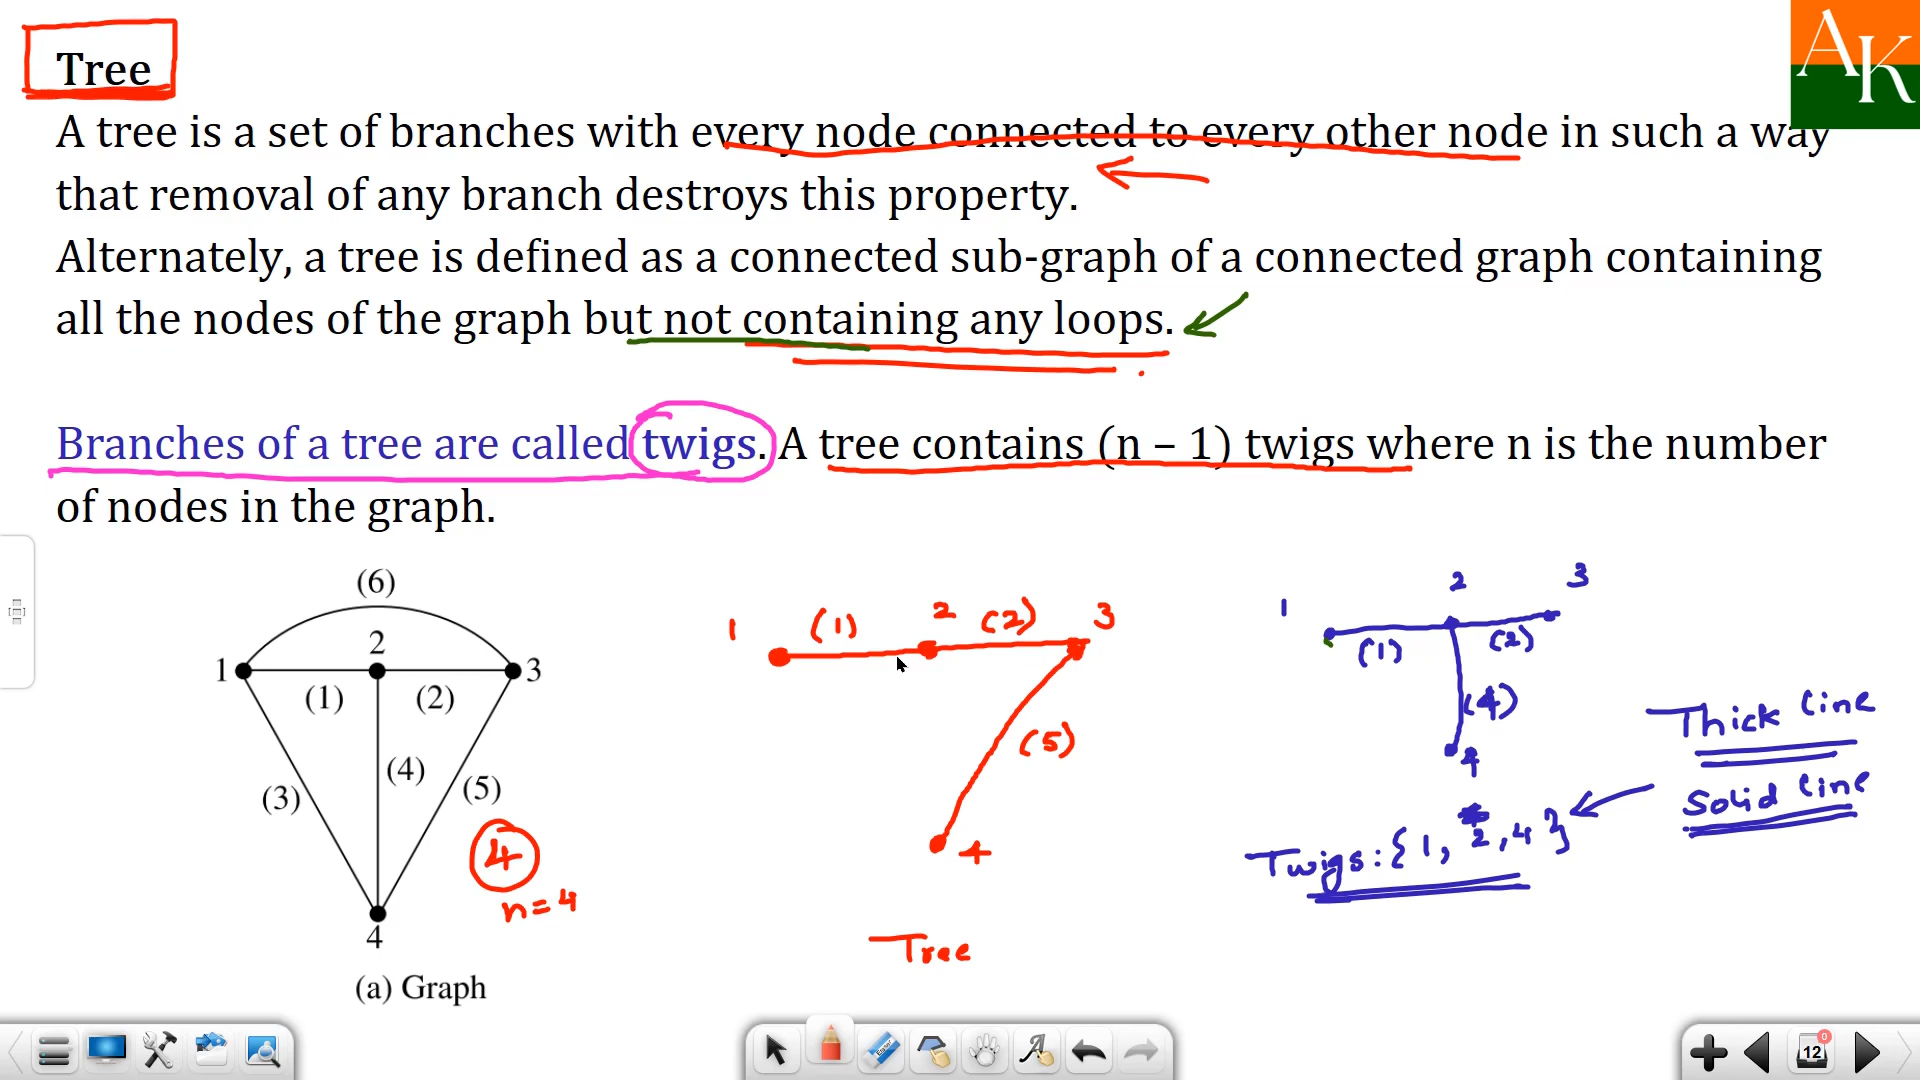 Tree
AK
A tree is a set of branches with every node connected to every other node in such a way
that removal of any branch destroys this property.
Alternately, a tree is defined as a connected sub-graph of a connected graph containing
all the nodes of the graph but not containing any loops.
Branches of a tree are called twigs. A tree contains (n – 1) twigs where n is the number
of nodes in the graph.
(6)
2
1
3
(1)
(2)
(3)
(4)
(5)
4
4
n=4
(a) Graph
1
(1)
2
(2)
3
(5)
4
Tree
1
2
3
(1)
(2)
(4)
4
Thick line
Solid line
Twigs:{1, 2, 4}
Eraser
A
12
0